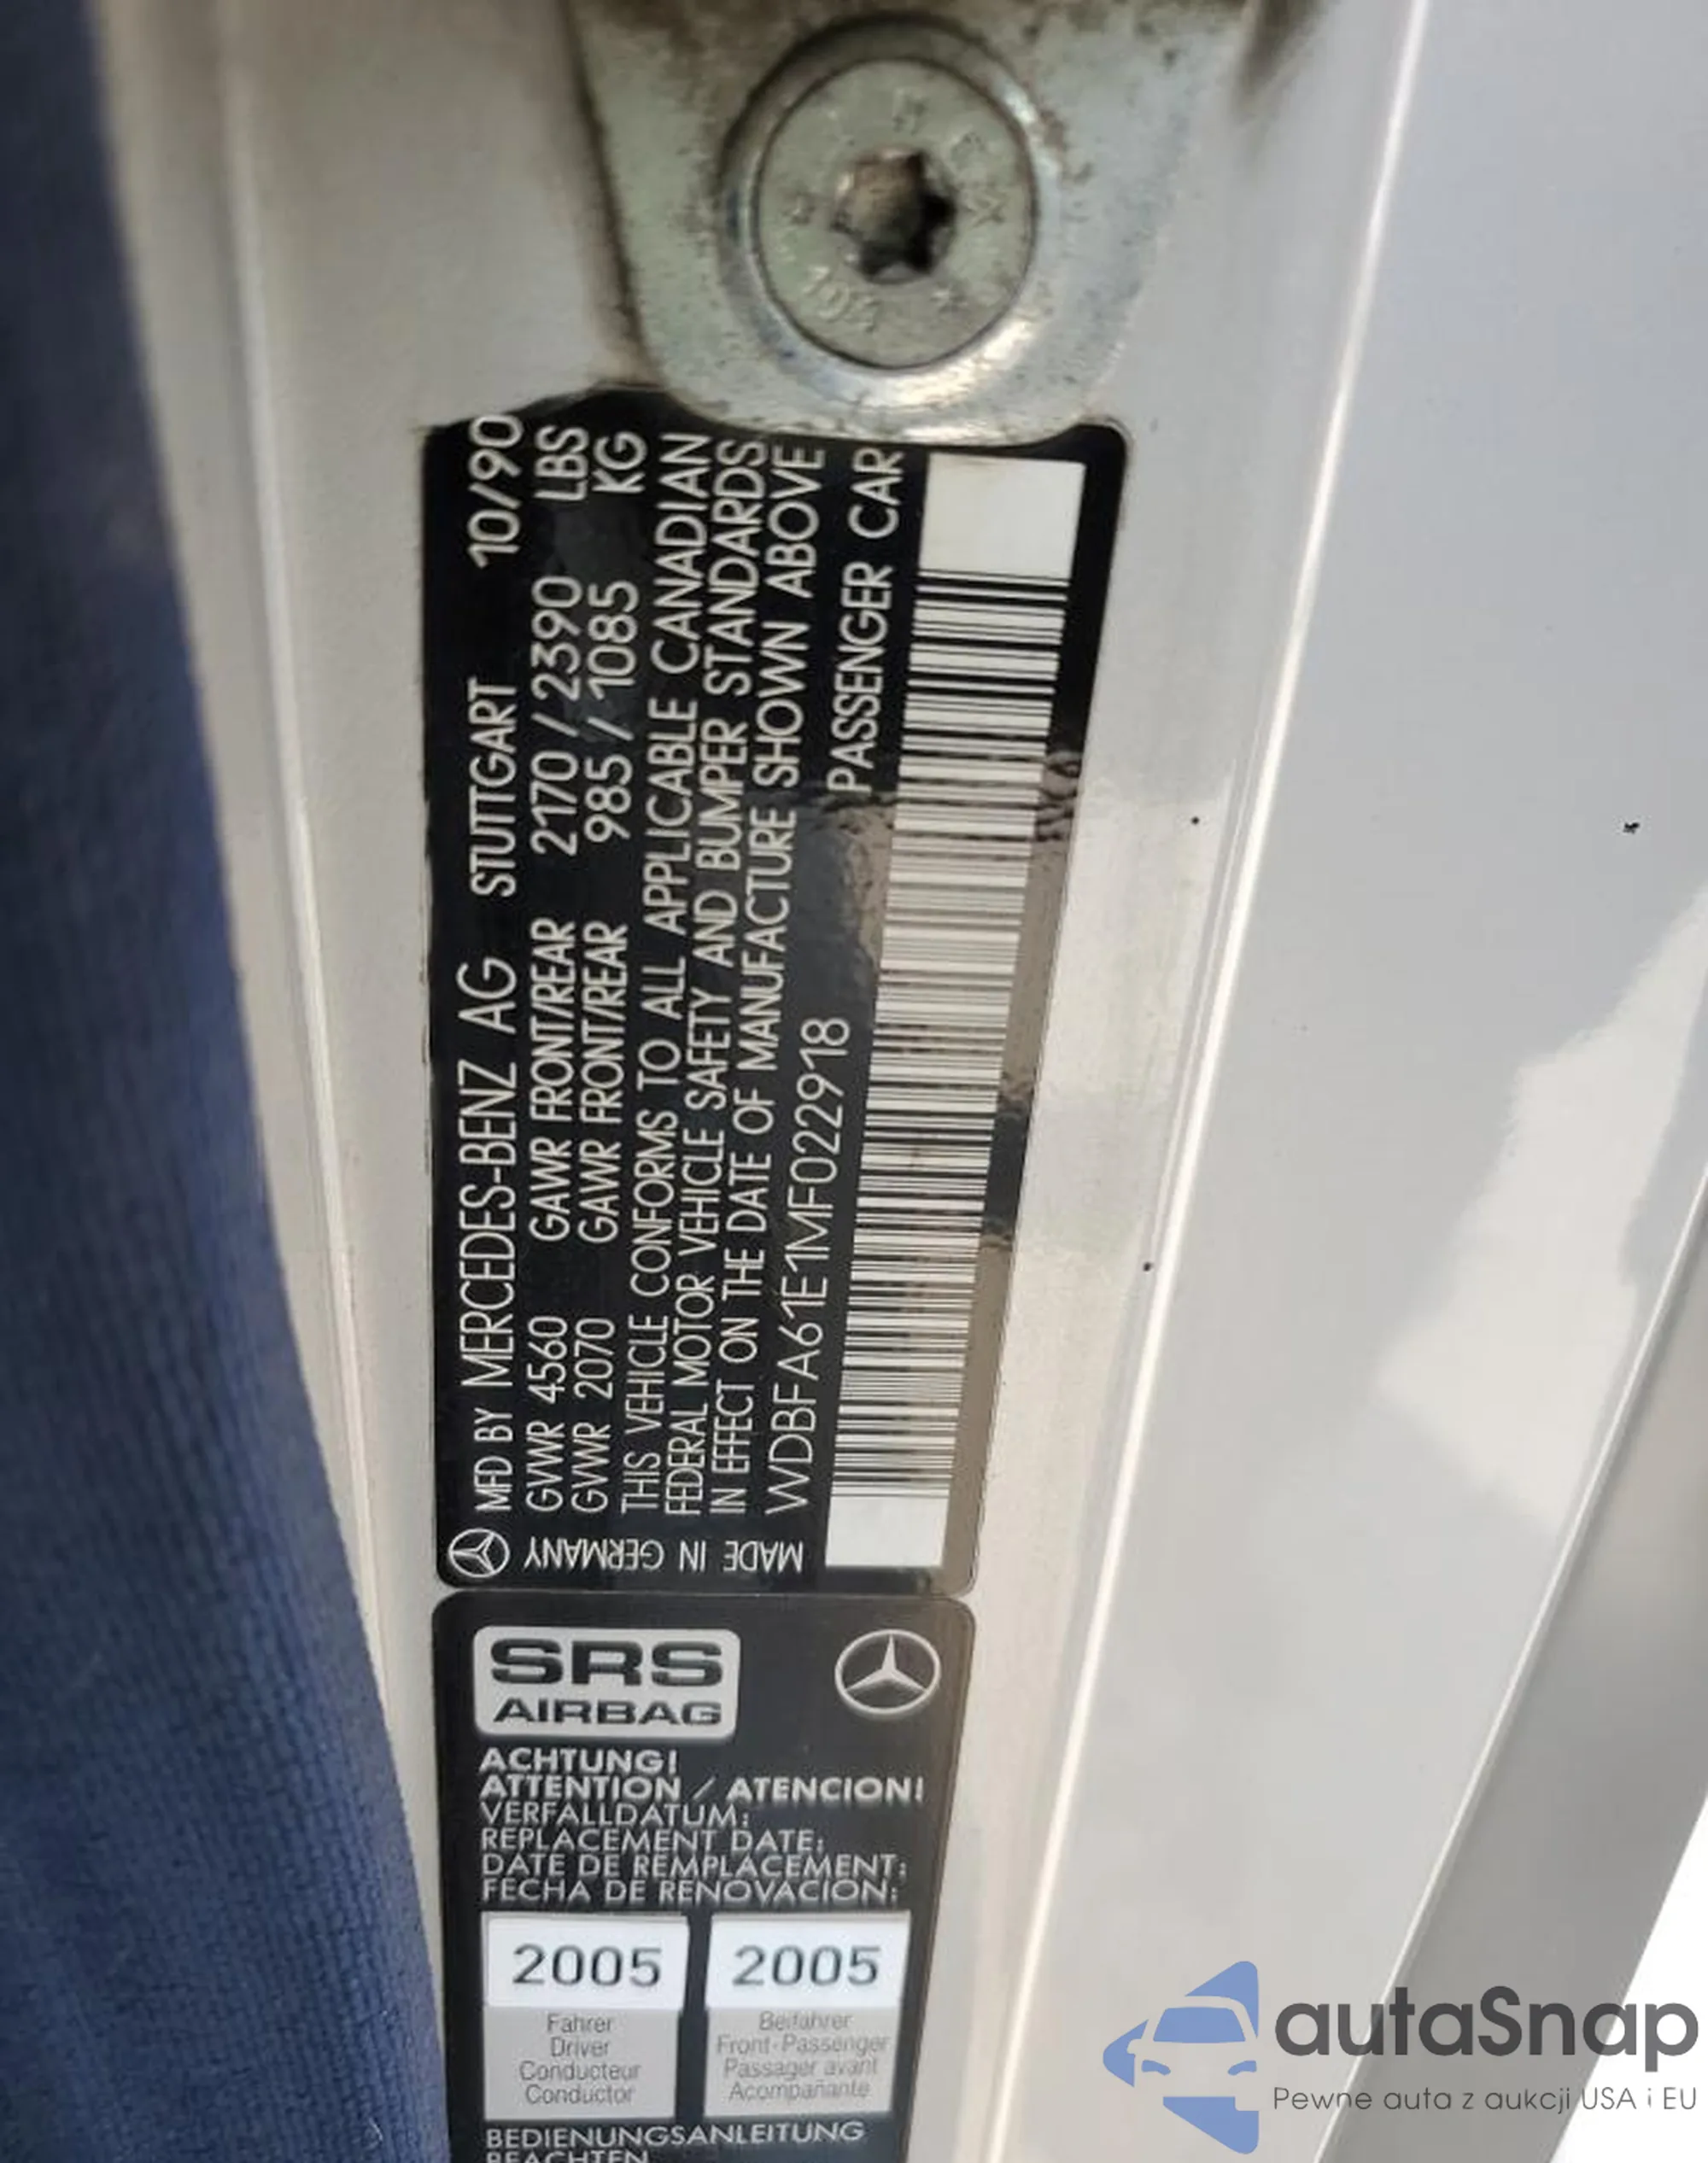 MFD BY MERCEDES-BENZ AG STUTTGART 10/90
GVWR 4560 GAWR FRONT/REAR 2170 / 2390 LBS
GVWR 2070 GAWR FRONT/REAR 985 / 1085 KG
THIS VEHICLE CONFORMS TO ALL APPLICABLE CANADIAN
FEDERAL MOTOR VEHICLE SAFETY AND BUMPER STANDARDS
IN EFFECT ON THE DATE OF MANUFACTURE SHOWN ABOVE
WDBFA61E1MF022918 PASSENGER CAR
MADE IN GERMANY
SRS
AIRBAG
ACHTUNG!
ATTENTION / ATENCION!
VERFALLDATUM:
REPLACEMENT DATE:
DATE DE REMPLACEMENT:
FECHA DE RENOVACION:
2005 2005
Fahrer Beifahrer
Driver Front-Passenger
Conducteur Passager avant
Conductor Acompañante
BEDIENUNGSANLEITUNG
BEACHTEN
autaSnap
Pewne auta z aukcji USA i EU